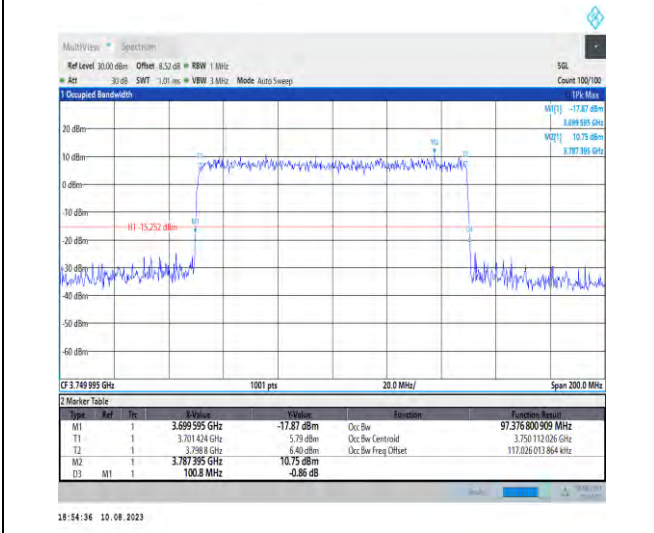 MultiView Spectrum
Ref Level 30.00 dBm Offset 8.52 dB RBW 1 MHz SGL
Att 30 dB SWT 1.01 ms VBW 3 MHz Mode Auto Sweep Count 100/100
1 Occupied Bandwidth 1Pk Max
M1[1] -17.87 dBm
3.699 595 GHz
M2[1] 10.75 dBm
3.787 395 GHz
20 dBm
M2
10 dBm
T1
0 dBm
-10 dBm
H1 -15.252 dBm
M1
-20 dBm
-30 dBm
-40 dBm
-50 dBm
-60 dBm
CF 3.749 995 GHz 1001 pts 20.0 MHz/ Span 200.0 MHz
2 Marker Table
Type Ref Trc X-Value Y-Value Function Function Result
M1 1 3.699 595 GHz -17.87 dBm Occ Bw 97.376 800 909 MHz
T1 1 3.701 424 GHz 5.79 dBm Occ Bw Centroid 3.750 112 026 GHz
T2 1 3.798 8 GHz 6.40 dBm Occ Bw Freq Offset 117.026 013 864 kHz
M2 1 3.787 395 GHz 10.75 dBm
D3 M1 1 100.8 MHz -0.86 dB
18:54:36 10.08.2023